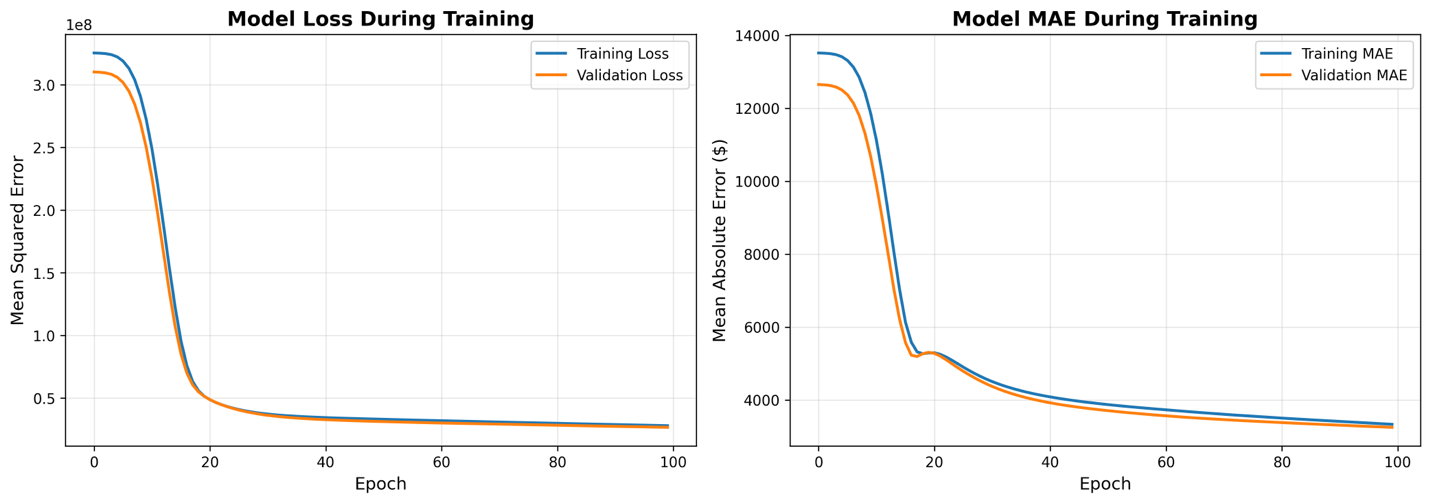 Model Loss During Training
1e8
3.0
2.5
2.0
1.5
1.0
0.5
Mean Squared Error
0 20 40 60 80 100
Epoch
Training Loss
Validation Loss
Model MAE During Training
14000
12000
10000
8000
6000
4000
Mean Absolute Error ($)
0 20 40 60 80 100
Epoch
Training MAE
Validation MAE